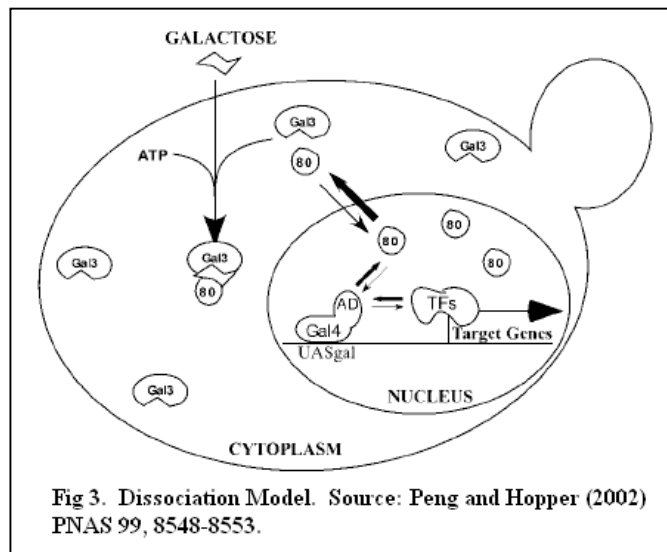 GALACTOSE
Gal3
Gal3
ATP
80
Gal3
Gal3
80
80
80
80
AD
TFs
Gal4
Target Genes
UASgal
Gal3
NUCLEUS
CYTOPLASM
Fig 3. Dissociation Model. Source: Peng and Hopper (2002)
PNAS 99, 8548-8553.